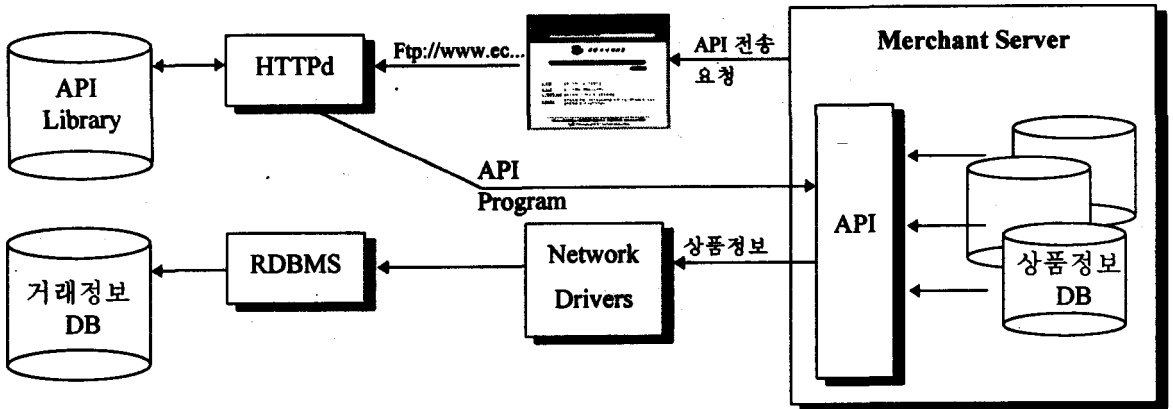 API
Library
HTTPd
Ftp://www.ec...
API 전송
요청
Merchant Server
API
Program
API
거래정보
DB
RDBMS
Network
Drivers
상품정보
상품정보
DB